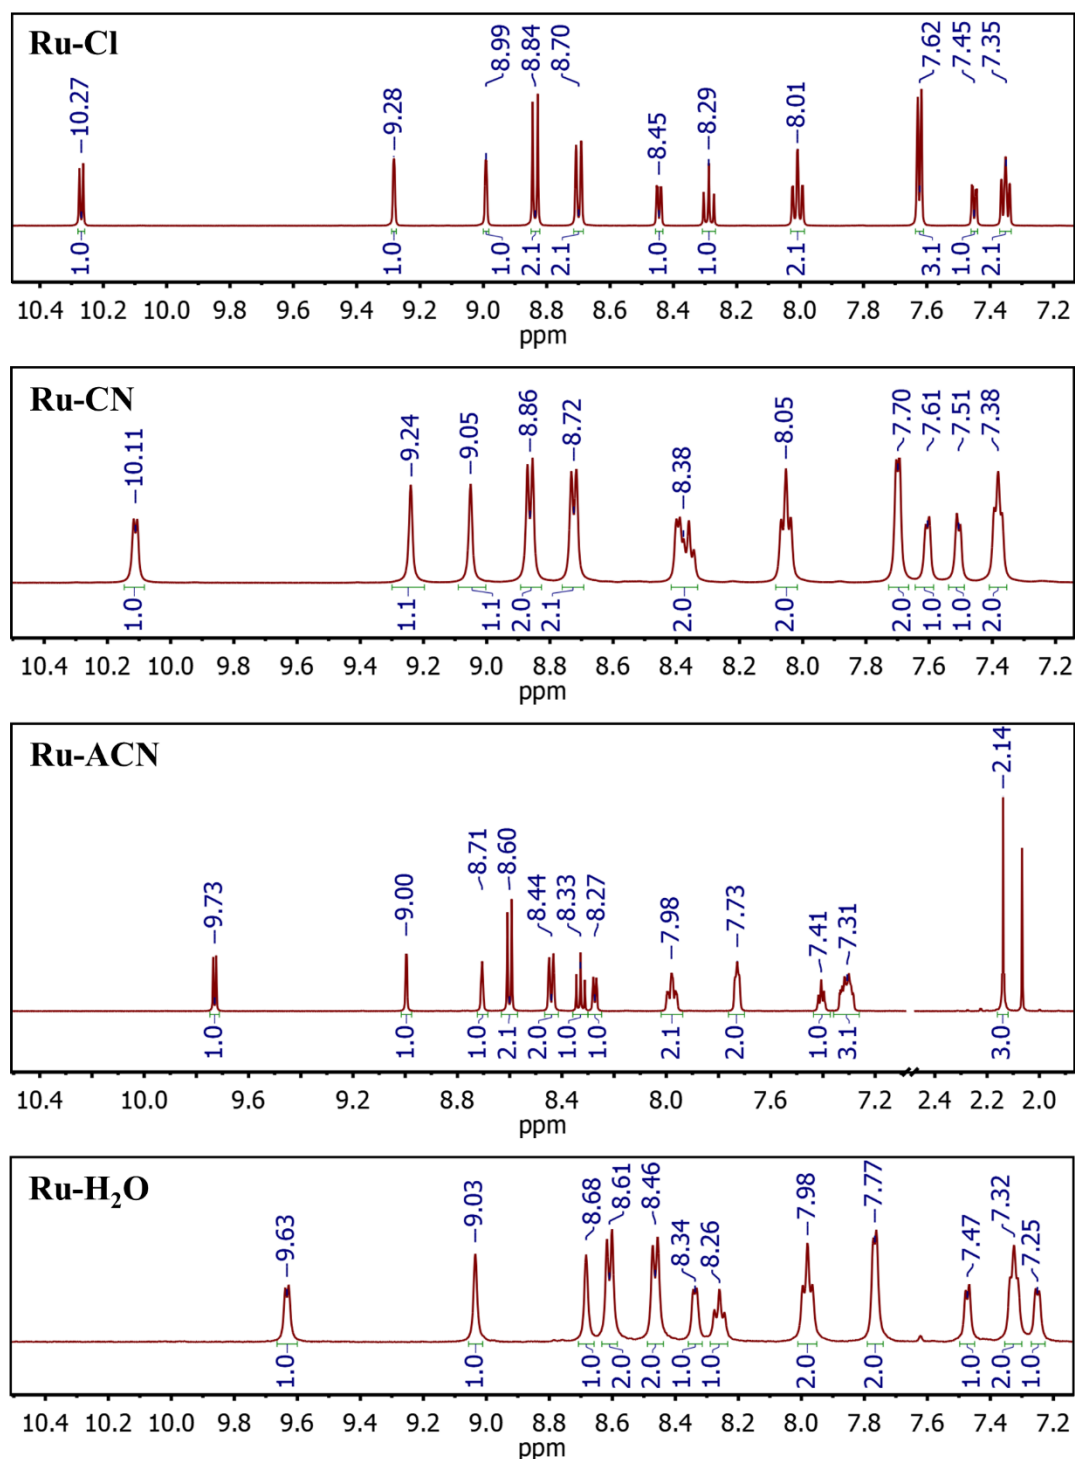 Ru-Cl
10.27 9.28 8.99 8.84 8.70 8.45 8.29 8.01 7.62 7.45 7.35
1.0 1.0 1.0 2.1 2.1 1.0 1.0 2.1 3.1 1.0 2.1
10.4 10.2 10.0 9.8 9.6 9.4 9.2 9.0 8.8 8.6 8.4 8.2 8.0 7.8 7.6 7.4 7.2
ppm
Ru-CN
10.11 9.24 9.05 8.86 8.72 8.38 8.05 7.70 7.61 7.51 7.38
1.0 1.1 1.1 2.0 2.1 2.0 2.0 2.0 1.0 1.0 2.0
10.4 10.2 10.0 9.8 9.6 9.4 9.2 9.0 8.8 8.6 8.4 8.2 8.0 7.8 7.6 7.4 7.2
ppm
Ru-ACN
9.73 9.00 8.71 8.60 8.44 8.33 8.27 7.98 7.73 7.41 7.31 2.14
1.0 1.0 1.0 2.1 2.0 1.0 1.0 2.1 2.0 1.0 3.1 3.0
10.4 10.0 9.6 9.2 8.8 8.4 8.0 7.6 7.2 2.4 2.2 2.0
ppm
Ru-H₂O
9.63 9.03 8.68 8.61 8.46 8.34 8.26 7.98 7.77 7.47 7.32 7.25
1.0 1.0 1.0 2.0 2.0 1.0 1.0 2.0 2.0 1.0 2.0 1.0
10.4 10.2 10.0 9.8 9.6 9.4 9.2 9.0 8.8 8.6 8.4 8.2 8.0 7.8 7.6 7.4 7.2
ppm